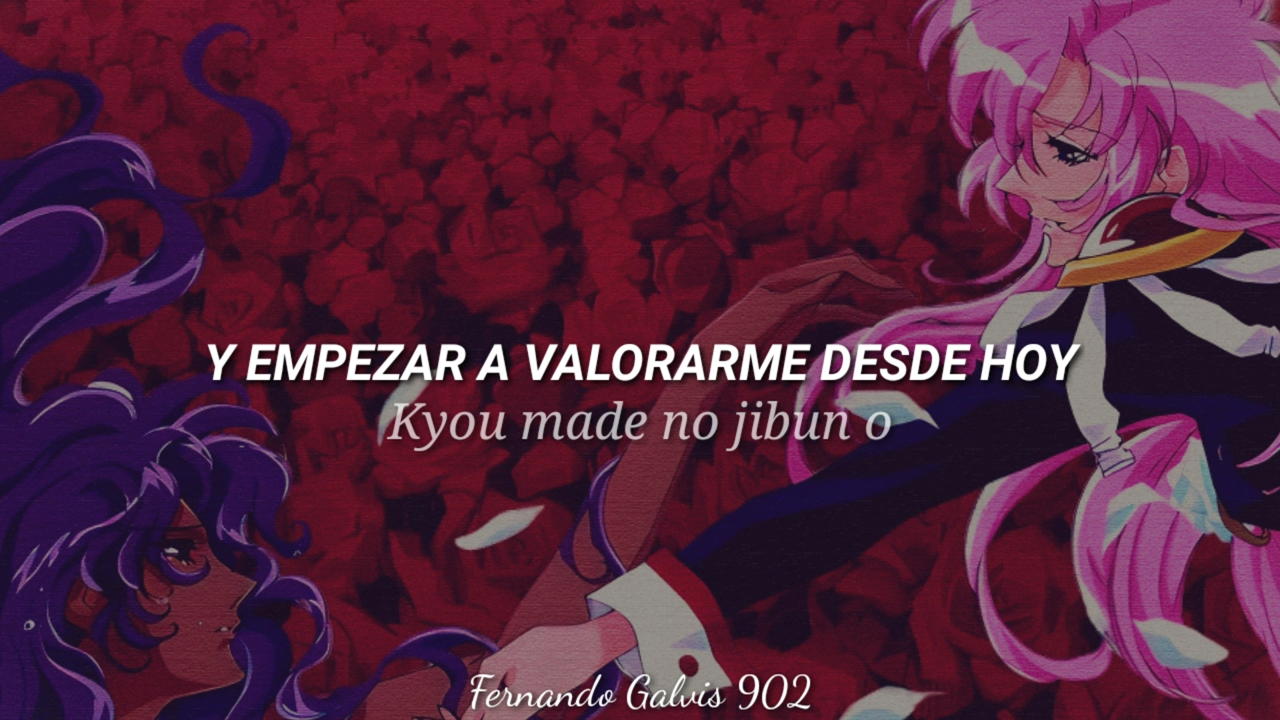 Y EMPEZAR A VALORARME DESDE HOY
Kyou made no jibun o
Fernando Galvis 902